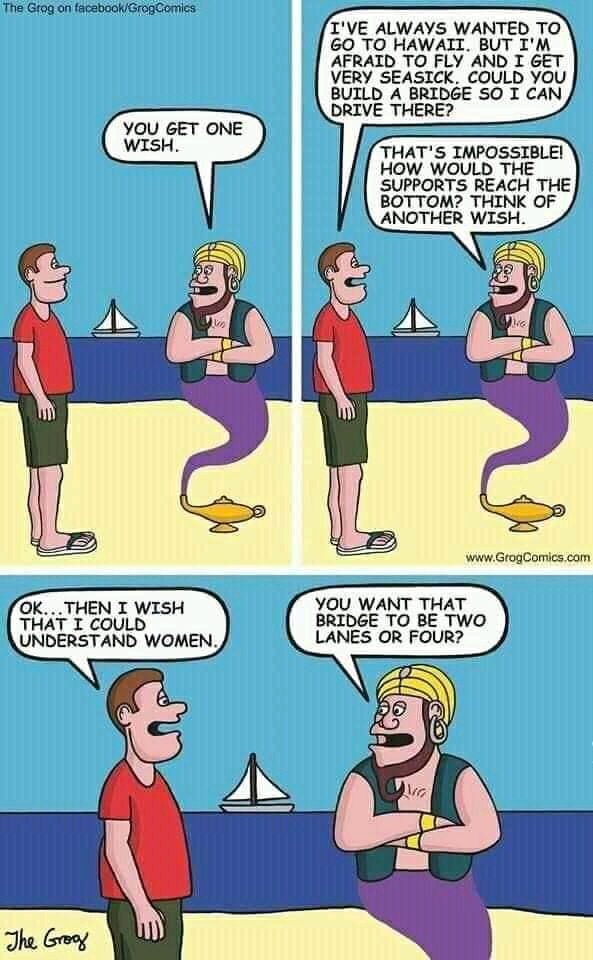 The Grog on facebook/GrogComics
YOU GET ONE
WISH.
I'VE ALWAYS WANTED TO
GO TO HAWAII. BUT I'M
AFRAID TO FLY AND I GET
VERY SEASICK. COULD YOU
BUILD A BRIDGE SO I CAN
DRIVE THERE?
THAT'S IMPOSSIBLE!
HOW WOULD THE
SUPPORTS REACH THE
BOTTOM? THINK OF
ANOTHER WISH.
www.GrogComics.com
OK...THEN I WISH
THAT I COULD
UNDERSTAND WOMEN.
YOU WANT THAT
BRIDGE TO BE TWO
LANES OR FOUR?
The Grog